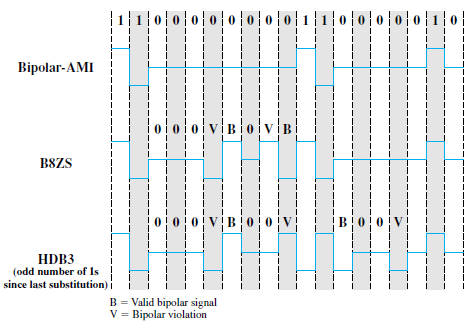 1 1 0 0 0 0 0 0 0 0 1 1 0 0 0 0 0 1 0
Bipolar-AMI
0 0 0 V B 0 V B
B8ZS
0 0 0 V B 0 0 V B 0 0 V
HDB3
(odd number of 1s
since last substitution)
B = Valid bipolar signal
V = Bipolar violation